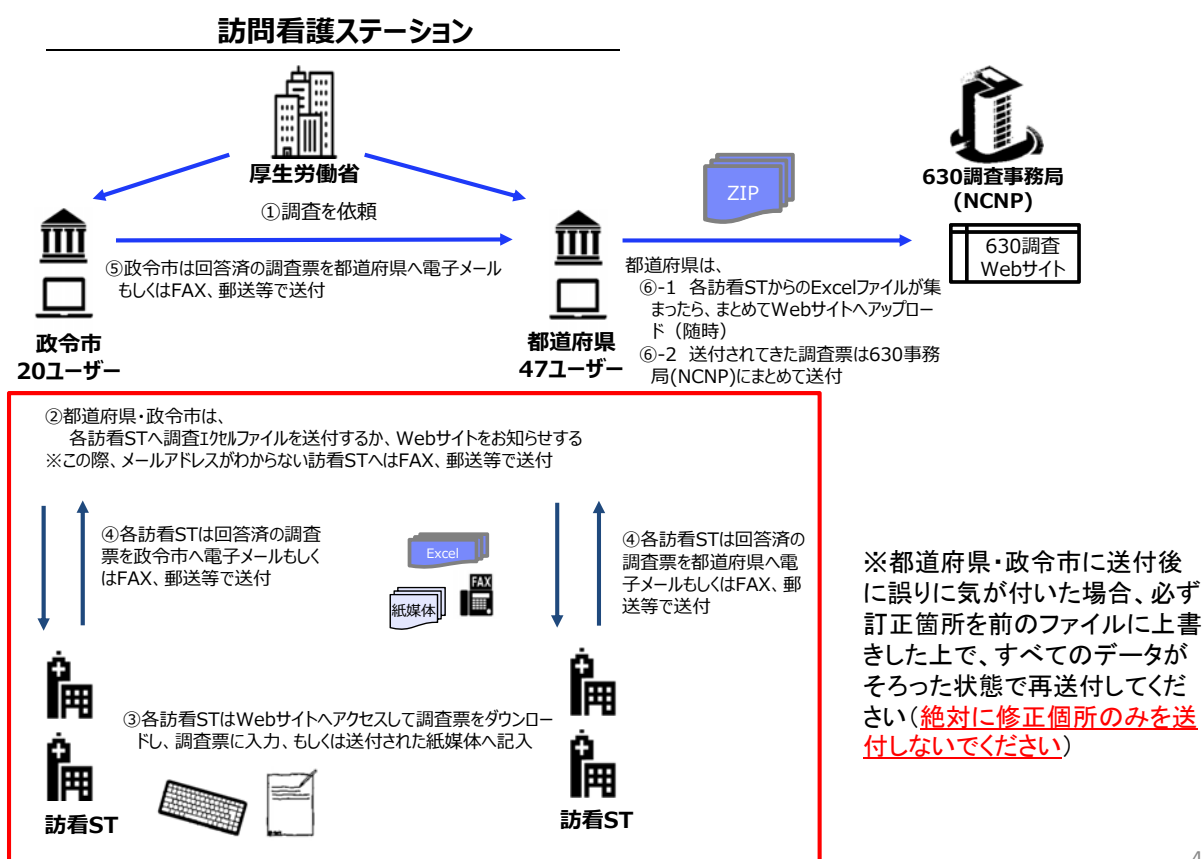 訪問看護ステーション
厚生労働省
①調査を依頼
ZIP
630調査事務局
(NCNP)
630調査
Webサイト
⑤政令市は回答済の調査票を都道府県へ電子メール
もしくはFAX、郵送等で送付
政令市
20ユーザー
都道府県
47ユーザー
都道府県は、
⑥-1 各訪看STからのExcelファイルが集
まったら、まとめてWebサイトへアップロー
ド（随時）
⑥-2 送付されてきた調査票は630事務
局(NCNP)にまとめて送付
②都道府県・政令市は、
各訪看STへ調査ｴｸｾﾙファイルを送付するか、Webサイトをお知らせする
※この際、メールアドレスがわからない訪看STへはFAX、郵送等で送付
④各訪看STは回答済の調査
票を政令市へ電子メールもしく
はFAX、郵送等で送付
Excel
紙媒体
FAX
④各訪看STは回答済の
調査票を都道府県へ電
子メールもしくはFAX、郵
送等で送付
③各訪看STはWebサイトへアクセスして調査票をダウンロー
ドし、調査票に入力、もしくは送付された紙媒体へ記入
訪看ST
訪看ST
※都道府県・政令市に送付後
に誤りに気が付いた場合、必ず
訂正箇所を前のファイルに上書
きした上で、すべてのデータが
そろった状態で再送付してくだ
さい（絶対に修正個所のみを送
付しないでください）
4